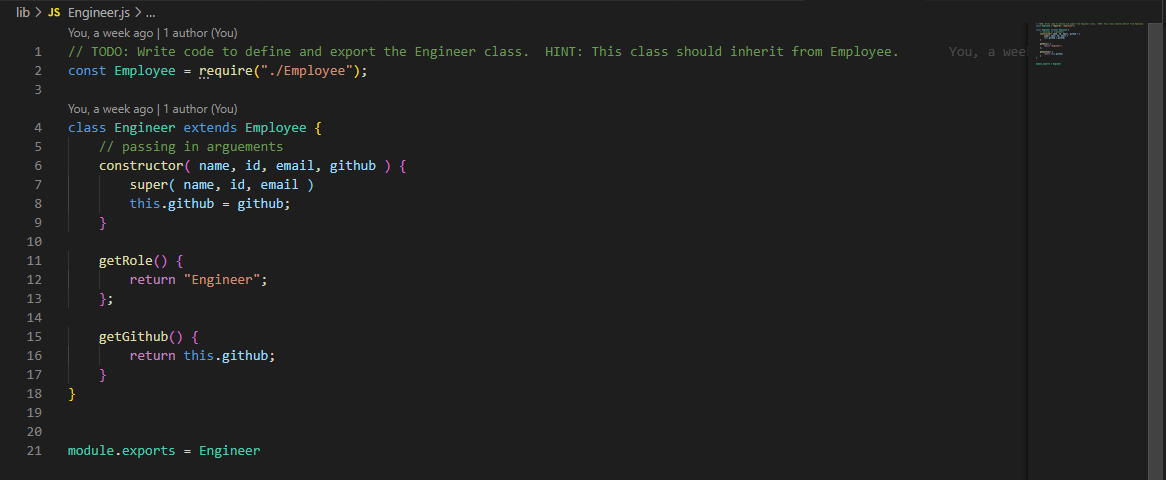 lib > JS Engineer.js > ...
You, a week ago | 1 author (You)
1 // TODO: Write code to define and export the Engineer class.  HINT: This class should inherit from Employee. You, a wee
2 const Employee = require("./Employee");
3
You, a week ago | 1 author (You)
4 class Engineer extends Employee {
5     // passing in arguements
6     constructor( name, id, email, github ) {
7         super( name, id, email )
8         this.github = github;
9     }
10
11     getRole() {
12         return "Engineer";
13     };
14
15     getGithub() {
16         return this.github;
17     }
18 }
19
20
21 module.exports = Engineer